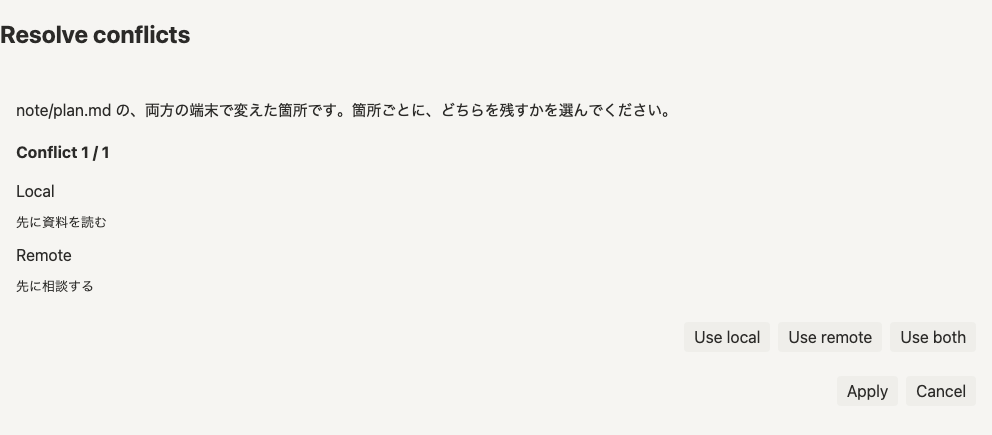 Resolve conflicts
note/plan.md の、両方の端末で変えた箇所です。箇所ごとに、どちらを残すかを選んでください。
Conflict 1 / 1
Local
先に資料を読む
Remote
先に相談する
Use local Use remote Use both
Apply Cancel